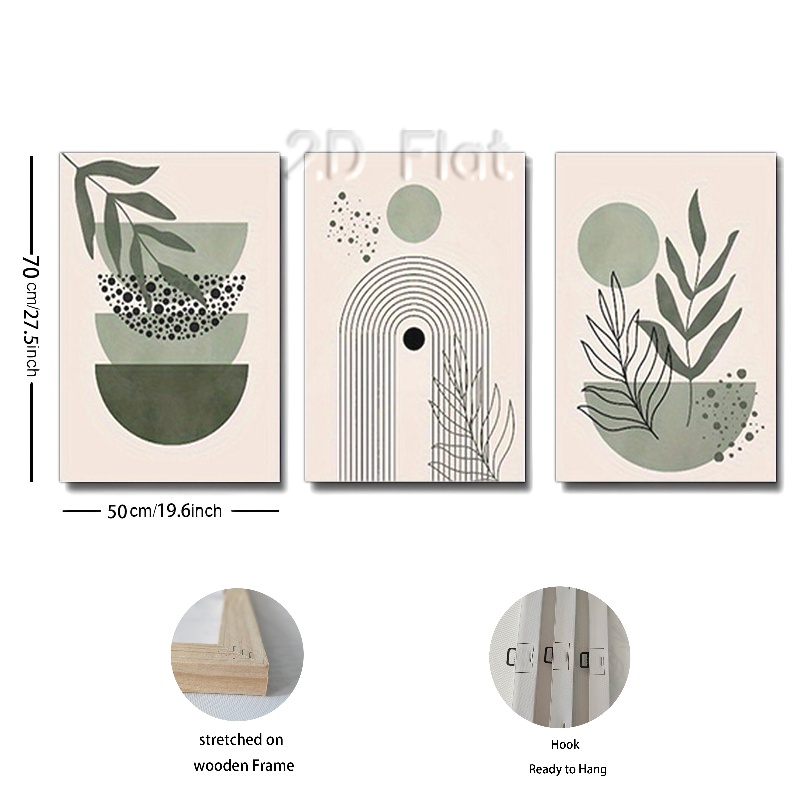 2D Flat
70 cm/27.5inch
50cm/19.6inch
stretched on
wooden Frame
Hook
Ready to Hang